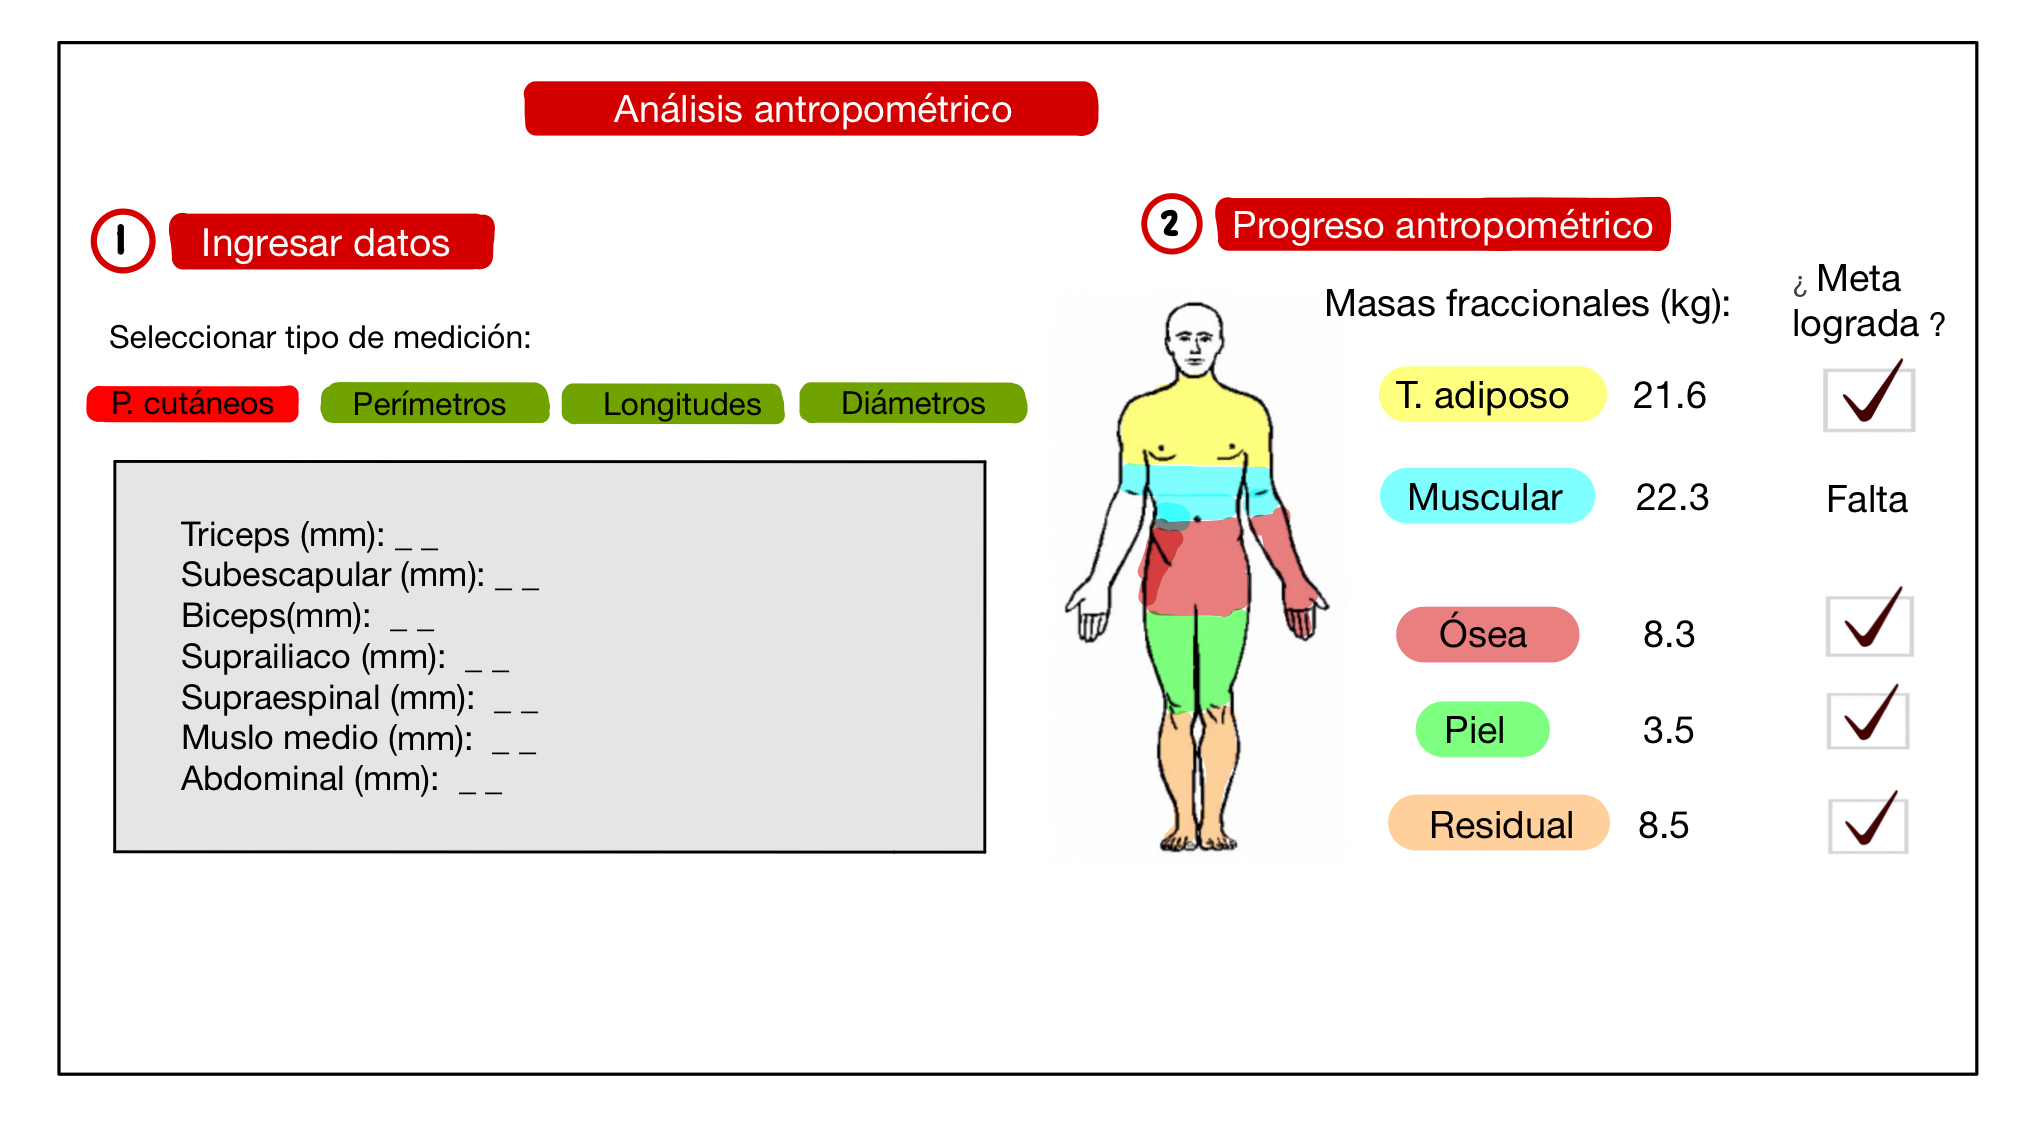 Análisis antropométrico
1 Ingresar datos
Seleccionar tipo de medición:
P. cutáneos Perímetros Longitudes Diámetros
Triceps (mm): _ _
Subescapular (mm): _ _
Biceps(mm): _ _
Suprailiaco (mm): _ _
Supraespinal (mm): _ _
Muslo medio (mm): _ _
Abdominal (mm): _ _
2 Progreso antropométrico
Masas fraccionales (kg):
¿ Meta
lograda ?
T. adiposo 21.6
Muscular 22.3 Falta
Ósea 8.3
Piel 3.5
Residual 8.5